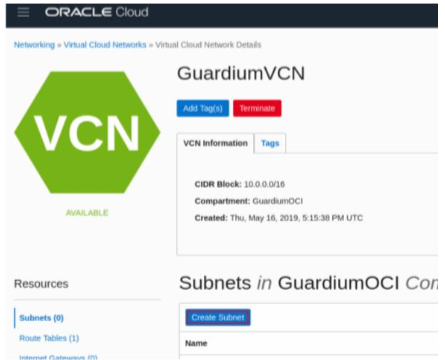 ORACLE Cloud
Networking » Virtual Cloud Networks » Virtual Cloud Network Details
GuardiumVCN
Add Tag(s) Terminate
VCN
AVAILABLE
VCN Information Tags
CIDR Block: 10.0.0.0/16
Compartment: GuardiumOCI
Created: Thu, May 16, 2019, 5:15:38 PM UTC
Resources
Subnets (0)
Route Tables (1)
Internet Gateways (0)
Subnets in GuardiumOCI Con
Create Subnet
Name